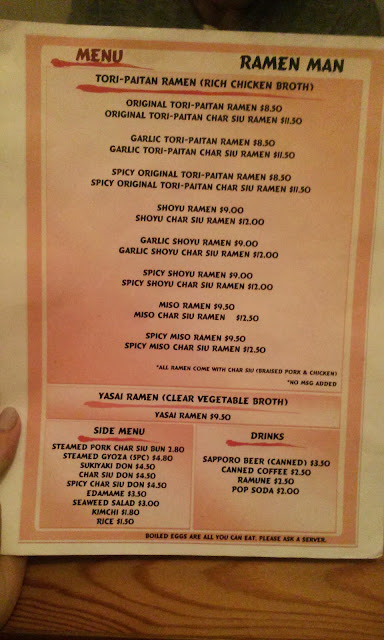 MENU
RAMEN MAN
TORI-PAITAN RAMEN (RICH CHICKEN BROTH)
ORIGINAL TORI-PAITAN RAMEN $8.50
ORIGINAL TORI-PAITAN CHAR SIU RAMEN $11.50
GARLIC TORI-PAITAN RAMEN $8.50
GARLIC TORI-PAITAN CHAR SIU RAMEN $11.50
SPICY ORIGINAL TORI-PAITAN RAMEN $8.50
SPICY ORIGINAL TORI-PAITAN CHAR SIU RAMEN $11.50
SHOYU RAMEN $9.00
SHOYU CHAR SIU RAMEN $12.00
GARLIC SHOYU RAMEN $9.00
GARLIC SHOYU CHAR SIU RAMEN $12.00
SPICY SHOYU RAMEN $9.00
SPICY SHOYU CHAR SIU RAMEN $12.00
MISO RAMEN $9.50
MISO CHAR SIU RAMEN $12.50
SPICY MISO RAMEN $9.50
SPICY MISO CHAR SIU RAMEN $12.50
*ALL RAMEN COME WITH CHAR SIU (BRAISED PORK & CHICKEN)
*NO MSG ADDED
YASAI RAMEN (CLEAR VEGETABLE BROTH)
YASAI RAMEN $9.50
SIDE MENU
STEAMED PORK CHAR SIU BUN 2.80
STEAMED GYOZA (5PC) $4.80
SUKIYAKI DON $4.50
CHAR SIU DON $4.50
SPICY CHAR SIU DON $4.50
EDAMAME $3.50
SEAWEED SALAD $3.00
KIMCHI $1.80
RICE $1.50
DRINKS
SAPPORO BEER (CANNED) $3.50
CANNED COFFEE $2.50
RAMUNE $2.50
POP SODA $2.00
BOILED EGGS ARE ALL YOU CAN EAT. PLEASE ASK A SERVER.